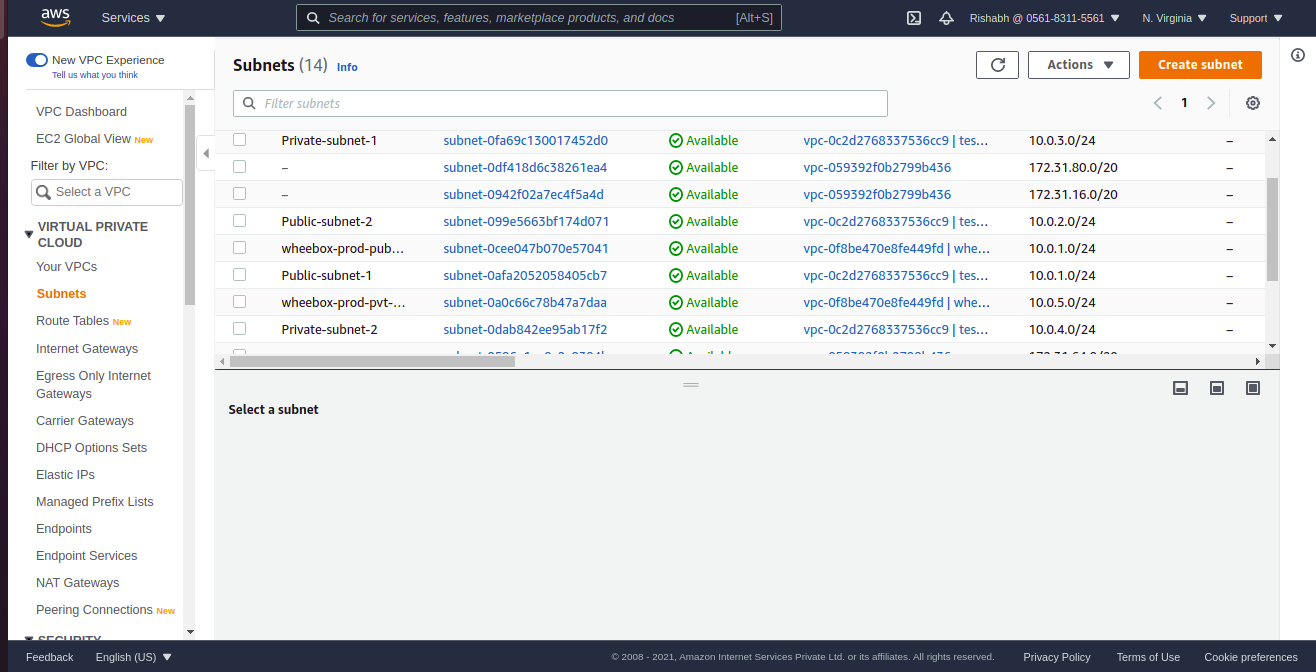 aws
Services
Search for services, features, marketplace products, and docs [Alt+S]
Rishabh @ 0561-8311-5561
N. Virginia
Support
New VPC Experience
Tell us what you think
VPC Dashboard
EC2 Global View New
Filter by VPC:
Select a VPC
VIRTUAL PRIVATE
CLOUD
Your VPCs
Subnets
Route Tables New
Internet Gateways
Egress Only Internet
Gateways
Carrier Gateways
DHCP Options Sets
Elastic IPs
Managed Prefix Lists
Endpoints
Endpoint Services
NAT Gateways
Peering Connections New
SECURITY
Subnets (14) Info
Actions
Create subnet
Filter subnets
1
Private-subnet-1 subnet-0fa69c130017452d0 Available vpc-0c2d2768337536cc9 | tes... 10.0.3.0/24 –
– subnet-0df418d6c38261ea4 Available vpc-059392f0b2799b436 172.31.80.0/20 –
– subnet-0942f02a7ec4f5a4d Available vpc-059392f0b2799b436 172.31.16.0/20 –
Public-subnet-2 subnet-099e5663bf174d071 Available vpc-0c2d2768337536cc9 | tes... 10.0.2.0/24 –
wheebox-prod-pub... subnet-0cee047b070e57041 Available vpc-0f8be470e8fe449fd | whe... 10.0.1.0/24 –
Public-subnet-1 subnet-0afa2052058405cb7 Available vpc-0c2d2768337536cc9 | tes... 10.0.1.0/24 –
wheebox-prod-pvt-... subnet-0a0c66c78b47a7daa Available vpc-0f8be470e8fe449fd | whe... 10.0.5.0/24 –
Private-subnet-2 subnet-0dab842ee95ab17f2 Available vpc-0c2d2768337536cc9 | tes... 10.0.4.0/24 –
Select a subnet
Feedback
English (US)
© 2008 - 2021, Amazon Internet Services Private Ltd. or its affiliates. All rights reserved.
Privacy Policy
Terms of Use
Cookie preferences